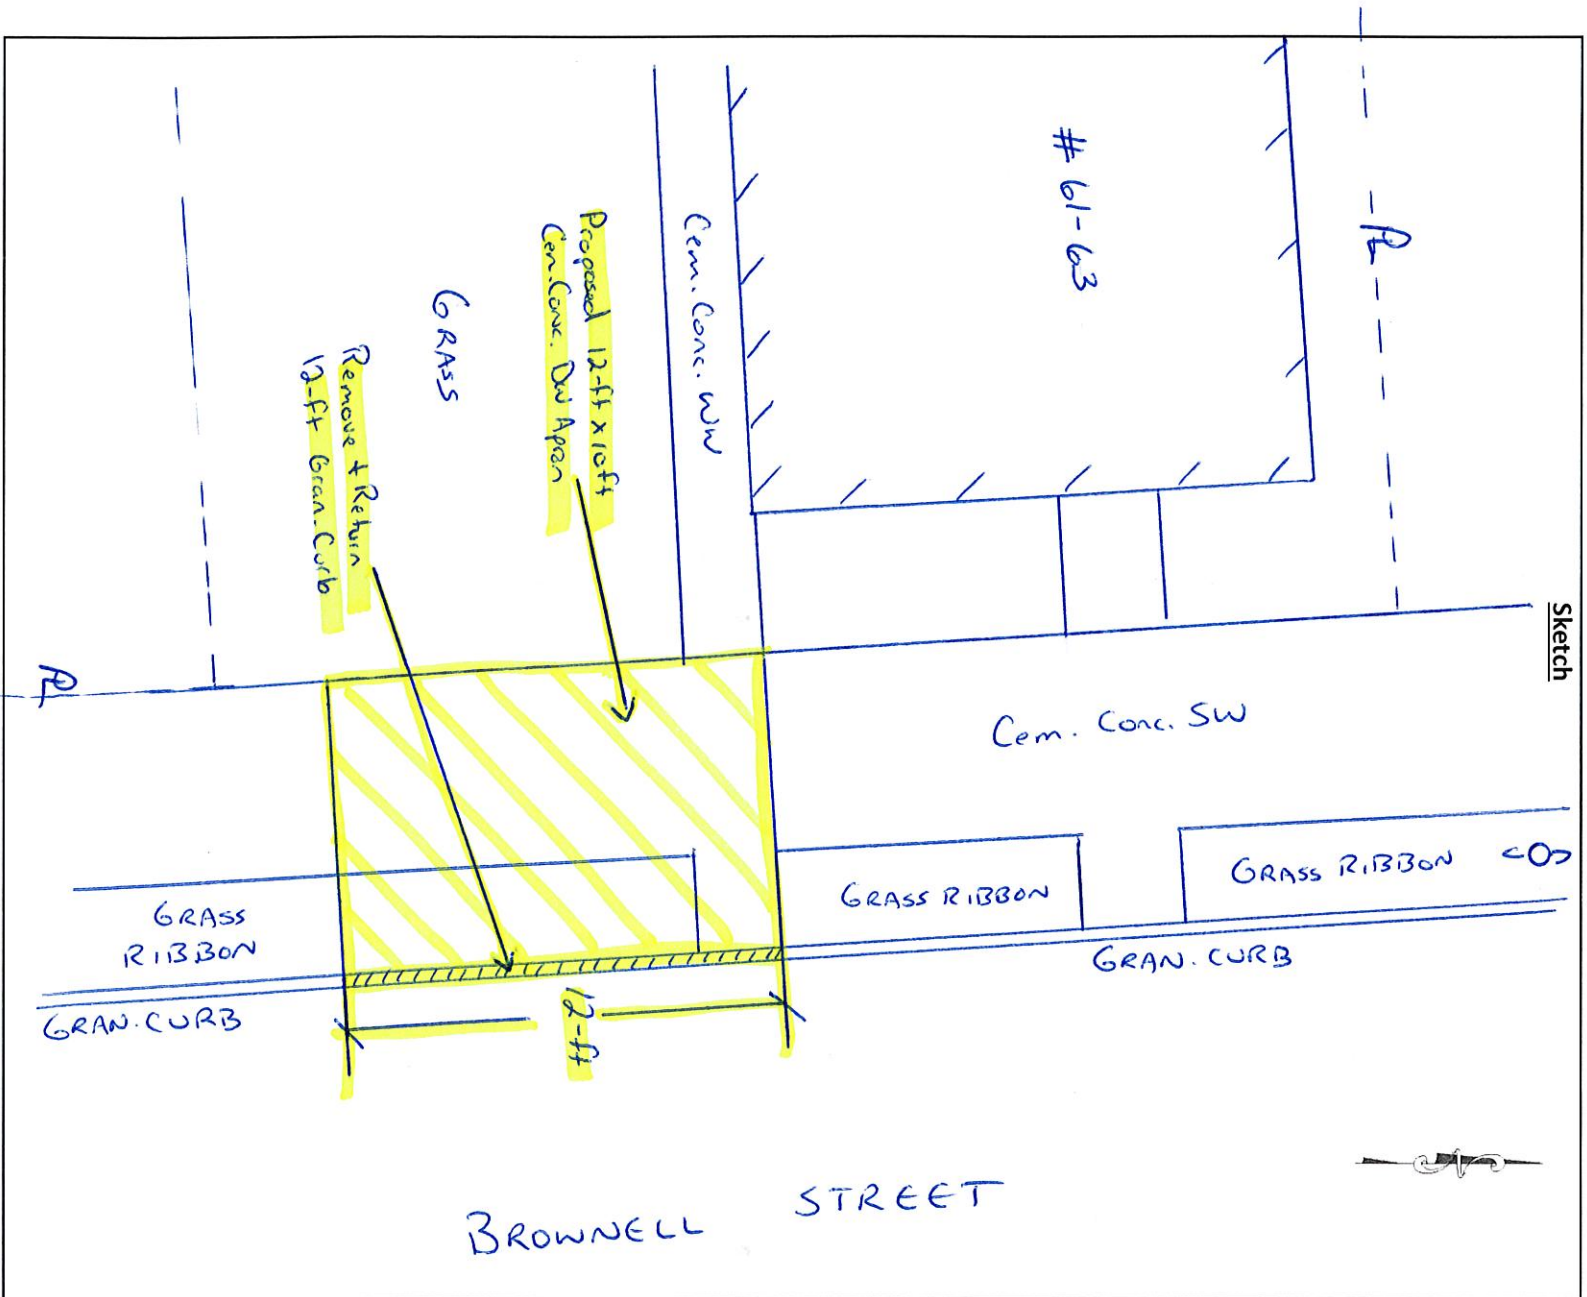 Sketch
# 61-63
PL
Cem. Conc. WW
Proposed 12-ft x 10ft
Cem. Conc. DW Apron
GRASS
Remove + Return
12-ft Gran. Curb
PL
Cem. Conc. SW
GRASS RIBBON
GRASS RIBBON
GRASS
RIBBON
GRAN. CURB
GRAN. CURB
12-ft
N
BROWNELL STREET